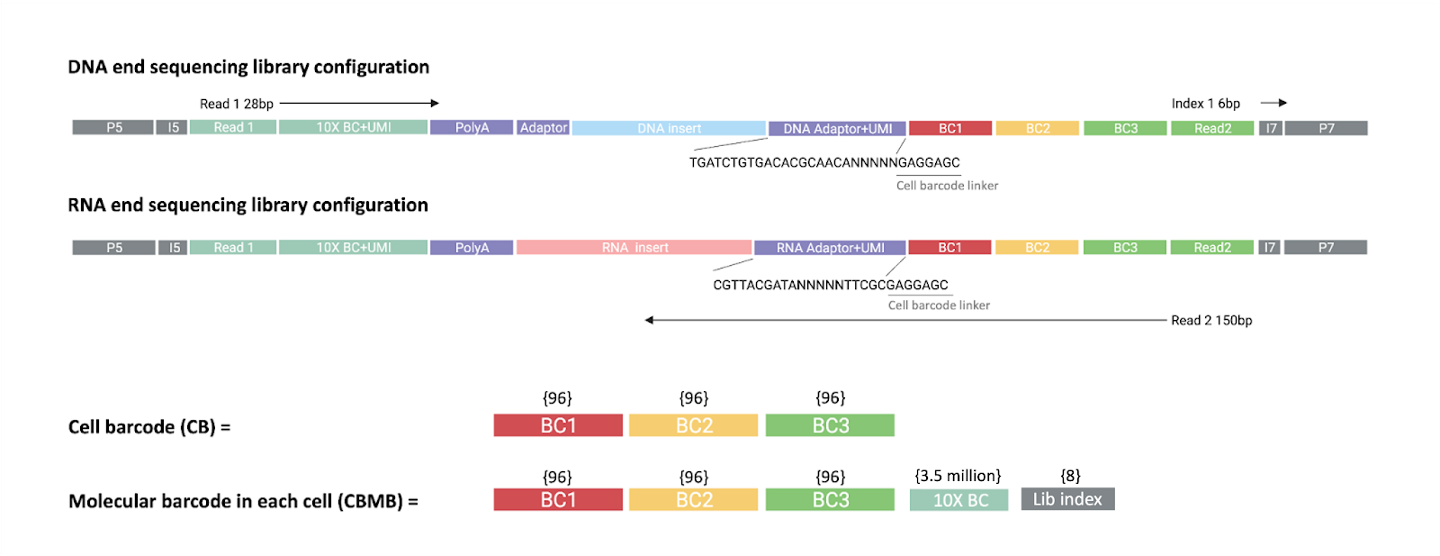 DNA end sequencing library configuration
Read 1 28bp
Index 1 6bp
P5 I5 Read 1 10X BC+UMI PolyA Adaptor DNA insert DNA Adaptor+UMI BC1 BC2 BC3 Read2 I7 P7
TGATCTGTGACACGCAACANNNNNGAGGAGC
Cell barcode linker
RNA end sequencing library configuration
P5 I5 Read 1 10X BC+UMI PolyA RNA insert RNA Adaptor+UMI BC1 BC2 BC3 Read2 I7 P7
CGTTACGATANNNNNTTCGCGAGGAGC
Cell barcode linker
Read 2 150bp
{96} {96} {96}
Cell barcode (CB) = BC1 BC2 BC3
{96} {96} {96} {3.5 million} {8}
Molecular barcode in each cell (CBMB) = BC1 BC2 BC3 10X BC Lib index